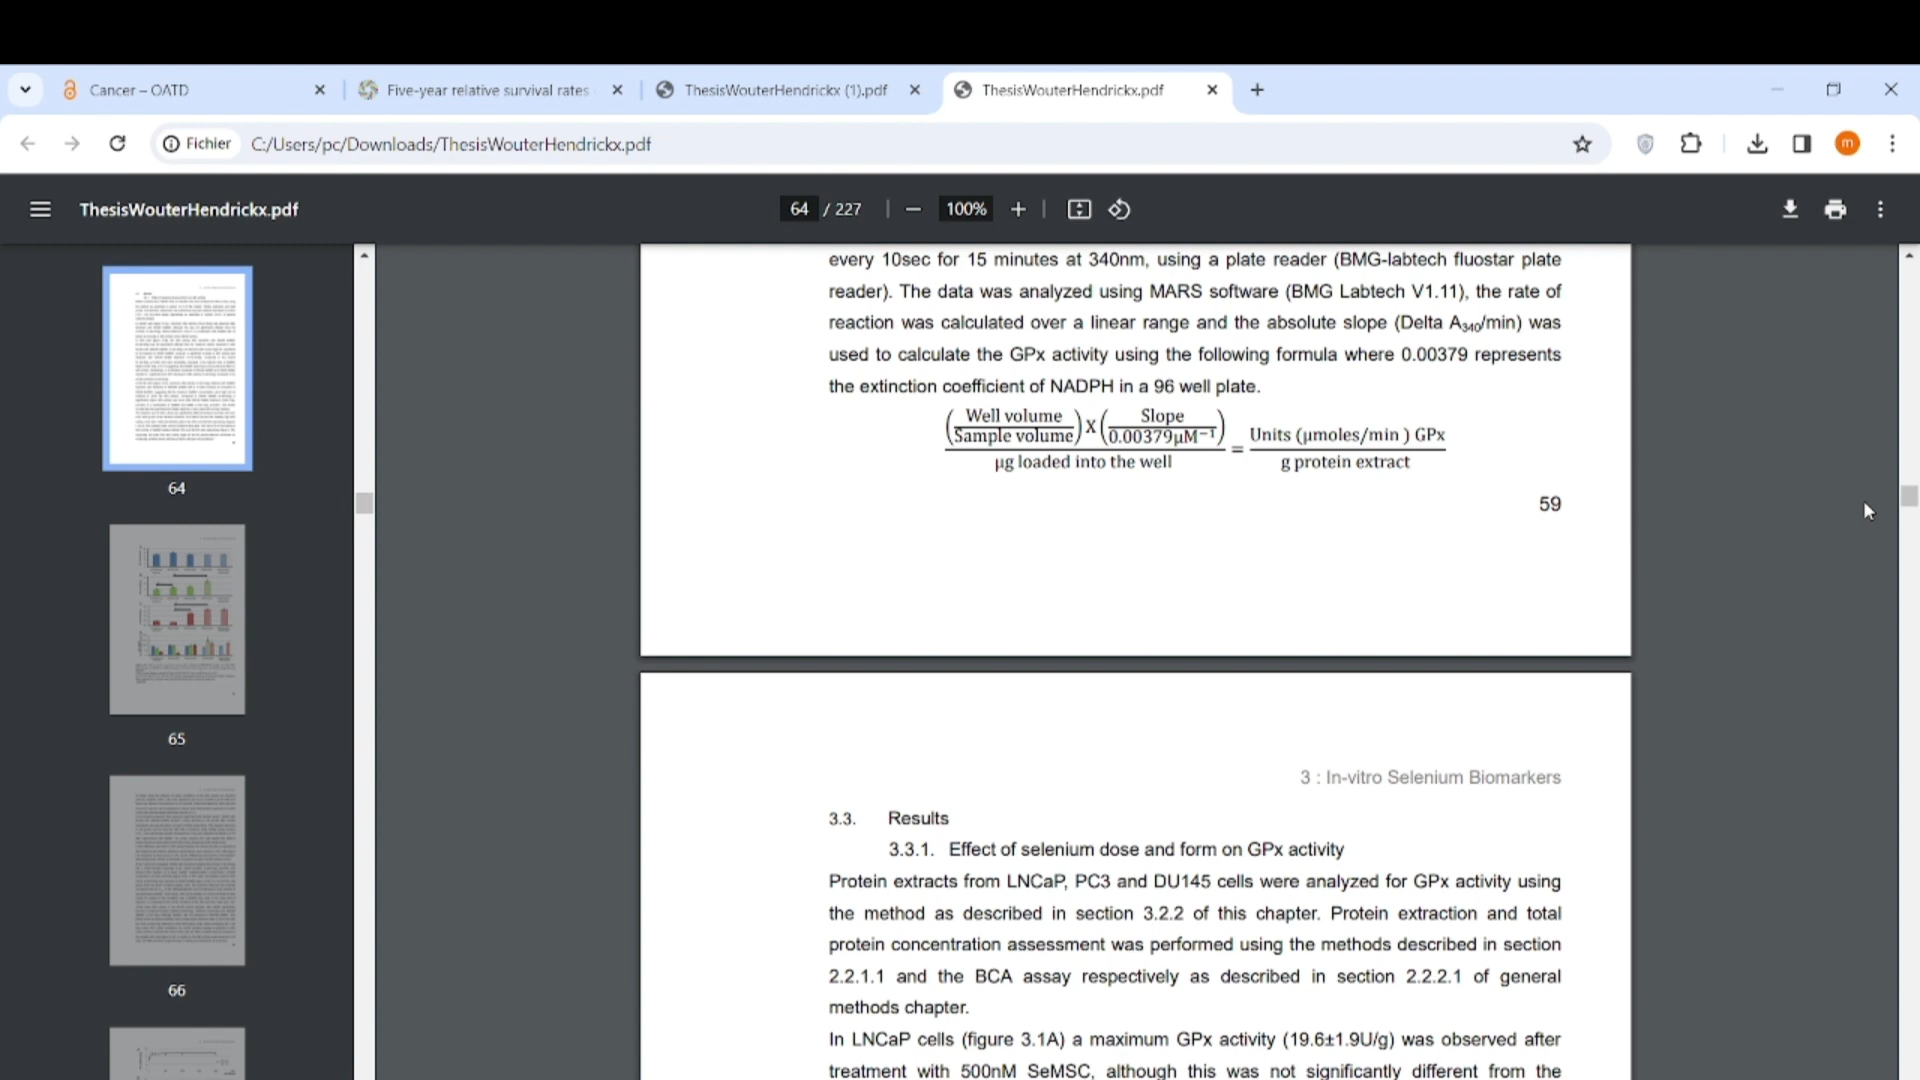 Cancer – OATD
Five-year relative survival rates
ThesisWouterHendrickx (1).pdf
ThesisWouterHendrickx.pdf
Fichier
C:/Users/pc/Downloads/ThesisWouterHendrickx.pdf
m
ThesisWouterHendrickx.pdf
64 / 227
100%
64
65
66
every 10sec for 15 minutes at 340nm, using a plate reader (BMG-labtech fluostar plate
reader). The data was analyzed using MARS software (BMG Labtech V1.11), the rate of
reaction was calculated over a linear range and the absolute slope (Delta A₃₄₀/min) was
used to calculate the GPx activity using the following formula where 0.00379 represents
the extinction coefficient of NADPH in a 96 well plate.
(Well volume / Sample volume) X (Slope / 0.00379µM⁻¹)
µg loaded into the well
= Units (µmoles/min ) GPx
g protein extract
59
3 : In-vitro Selenium Biomarkers
3.3. Results
3.3.1. Effect of selenium dose and form on GPx activity
Protein extracts from LNCaP, PC3 and DU145 cells were analyzed for GPx activity using
the method as described in section 3.2.2 of this chapter. Protein extraction and total
protein concentration assessment was performed using the methods described in section
2.2.1.1 and the BCA assay respectively as described in section 2.2.2.1 of general
methods chapter.
In LNCaP cells (figure 3.1A) a maximum GPx activity (19.6±1.9U/g) was observed after
treatment with 500nM SeMSC, although this was not significantly different from the